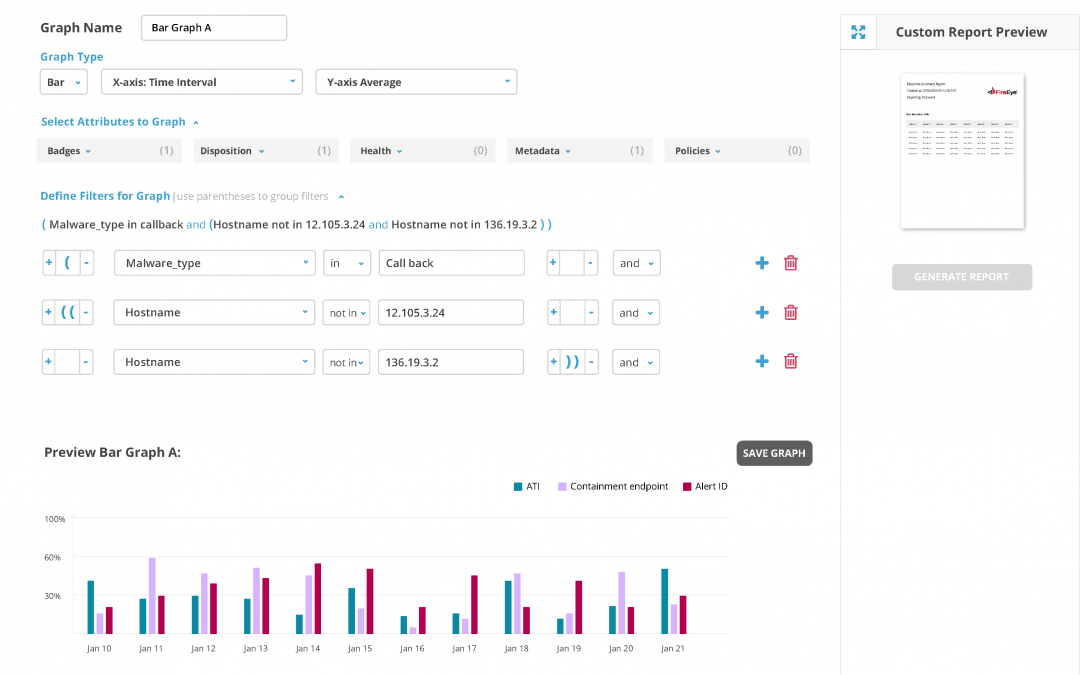 Graph Name Bar Graph A
Graph Type
Bar X-axis: Time Interval Y-axis Average
Select Attributes to Graph
Badges (1) Disposition (1) Health (0) Metadata (1) Policies (0)
Define Filters for Graph |use parentheses to group filters
( Malware_type in callback and (Hostname not in 12.105.3.24 and Hostname not in 136.19.3.2 ) )
+ ( - Malware_type in Call back + - and +
+ (( - Hostname not in 12.105.3.24 + - and +
+ - Hostname not in 136.19.3.2 + )) - and +
Preview Bar Graph A:
SAVE GRAPH
ATI Containment endpoint Alert ID
100%
60%
30%
Jan 10 Jan 11 Jan 12 Jan 13 Jan 14 Jan 15 Jan 16 Jan 17 Jan 18 Jan 19 Jan 20 Jan 21
Custom Report Preview
FireEye
GENERATE REPORT